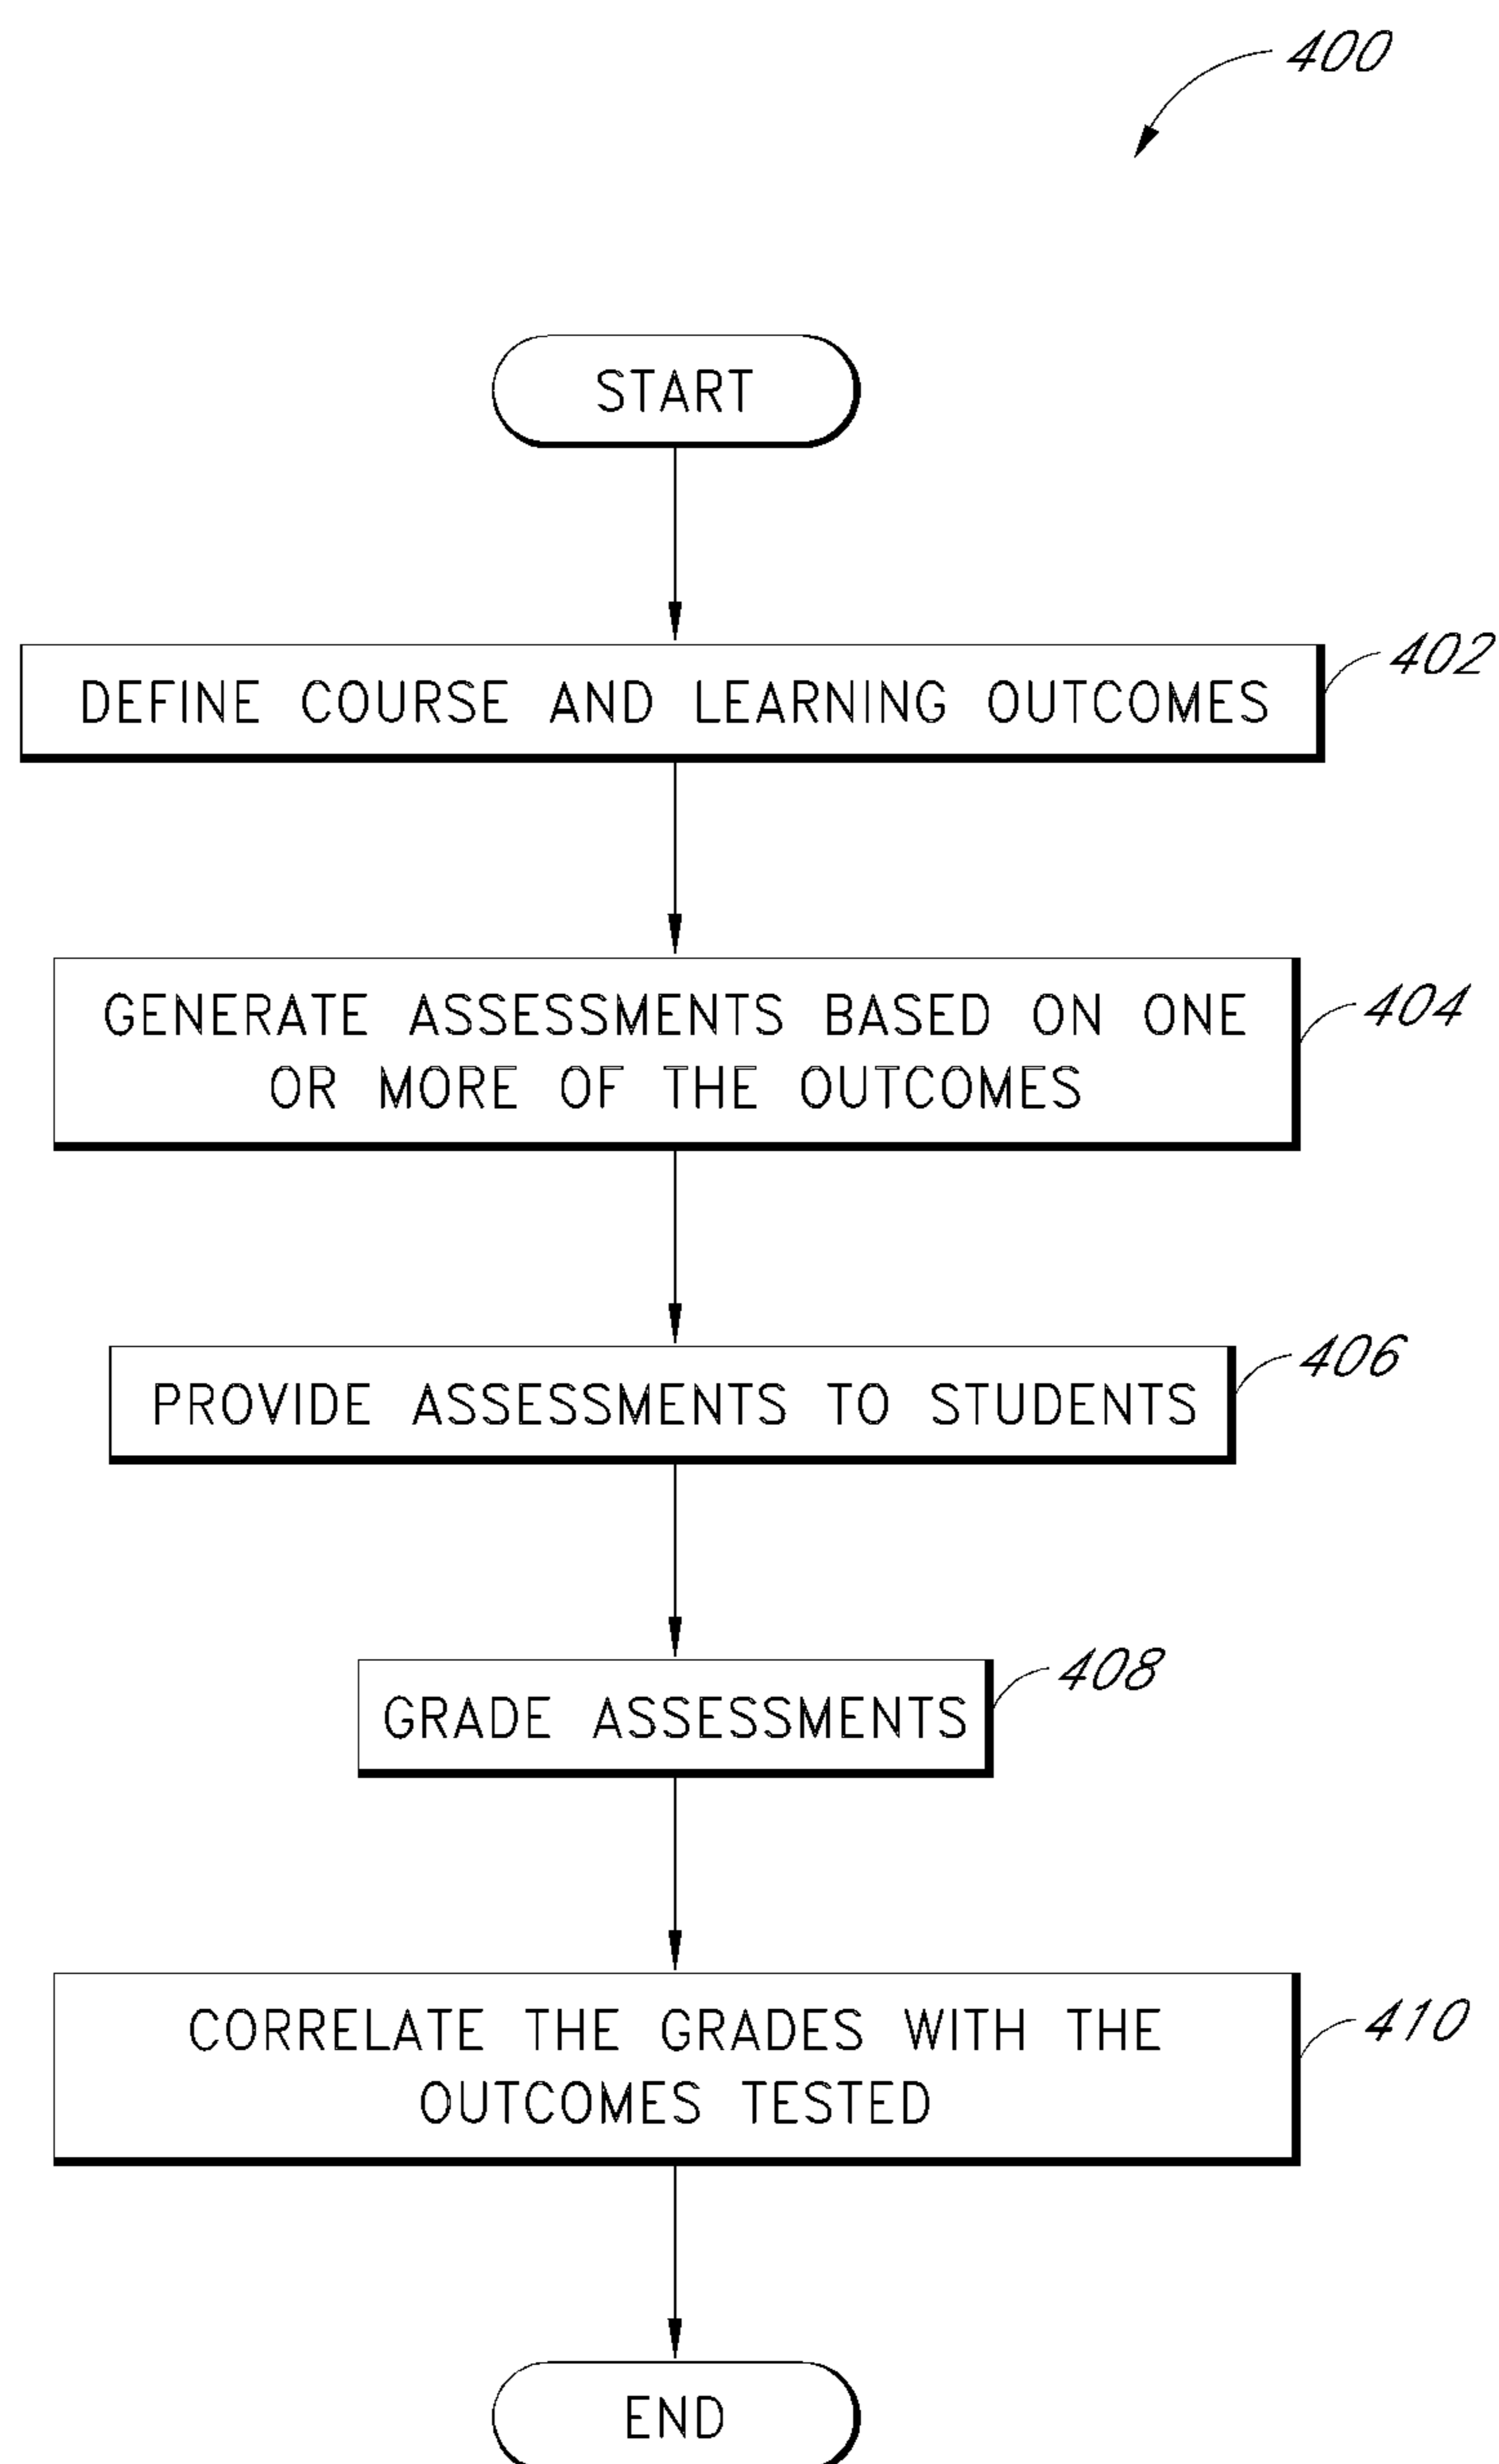 400
START
DEFINE COURSE AND LEARNING OUTCOMES
402
GENERATE ASSESSMENTS BASED ON ONE
OR MORE OF THE OUTCOMES
404
PROVIDE ASSESSMENTS TO STUDENTS
406
GRADE ASSESSMENTS
408
CORRELATE THE GRADES WITH THE
OUTCOMES TESTED
410
END